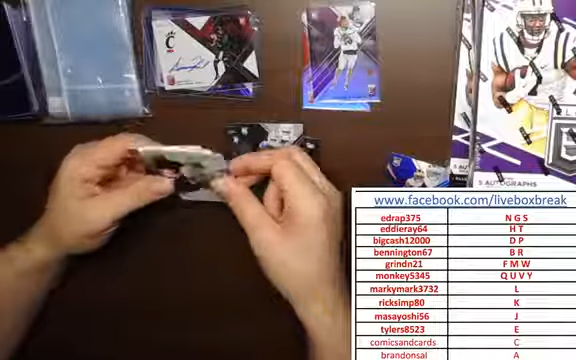 www.facebook.com/liveboxbreak
edrap375 N G S
eddieray64 H T
bigcash12000 D P
bennington67 B R
grindn21 F M W
monkey5345 Q U V Y
markymark3732 L
ricksimp80 K
masayoshi56 J
tylers8523 E
comicsandcards C
brandonsal A
5 AUTOGRAPHS